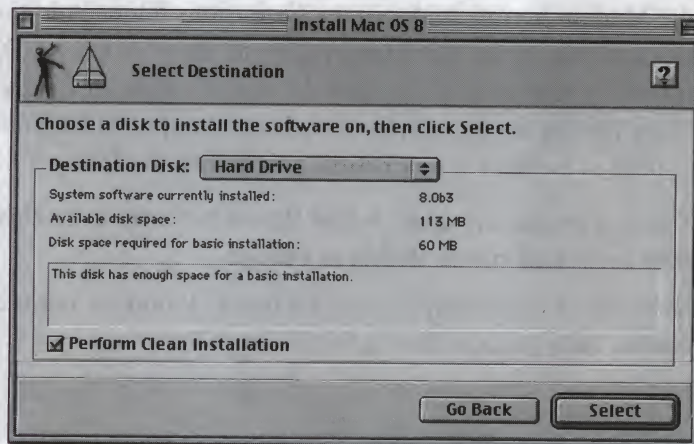 Install Mac OS 8
Select Destination
?
Choose a disk to install the software on, then click Select.
Destination Disk: Hard Drive
System software currently installed: 8.0b3
Available disk space: 113 MB
Disk space required for basic installation: 60 MB
This disk has enough space for a basic installation.
Perform Clean Installation
Go Back Select